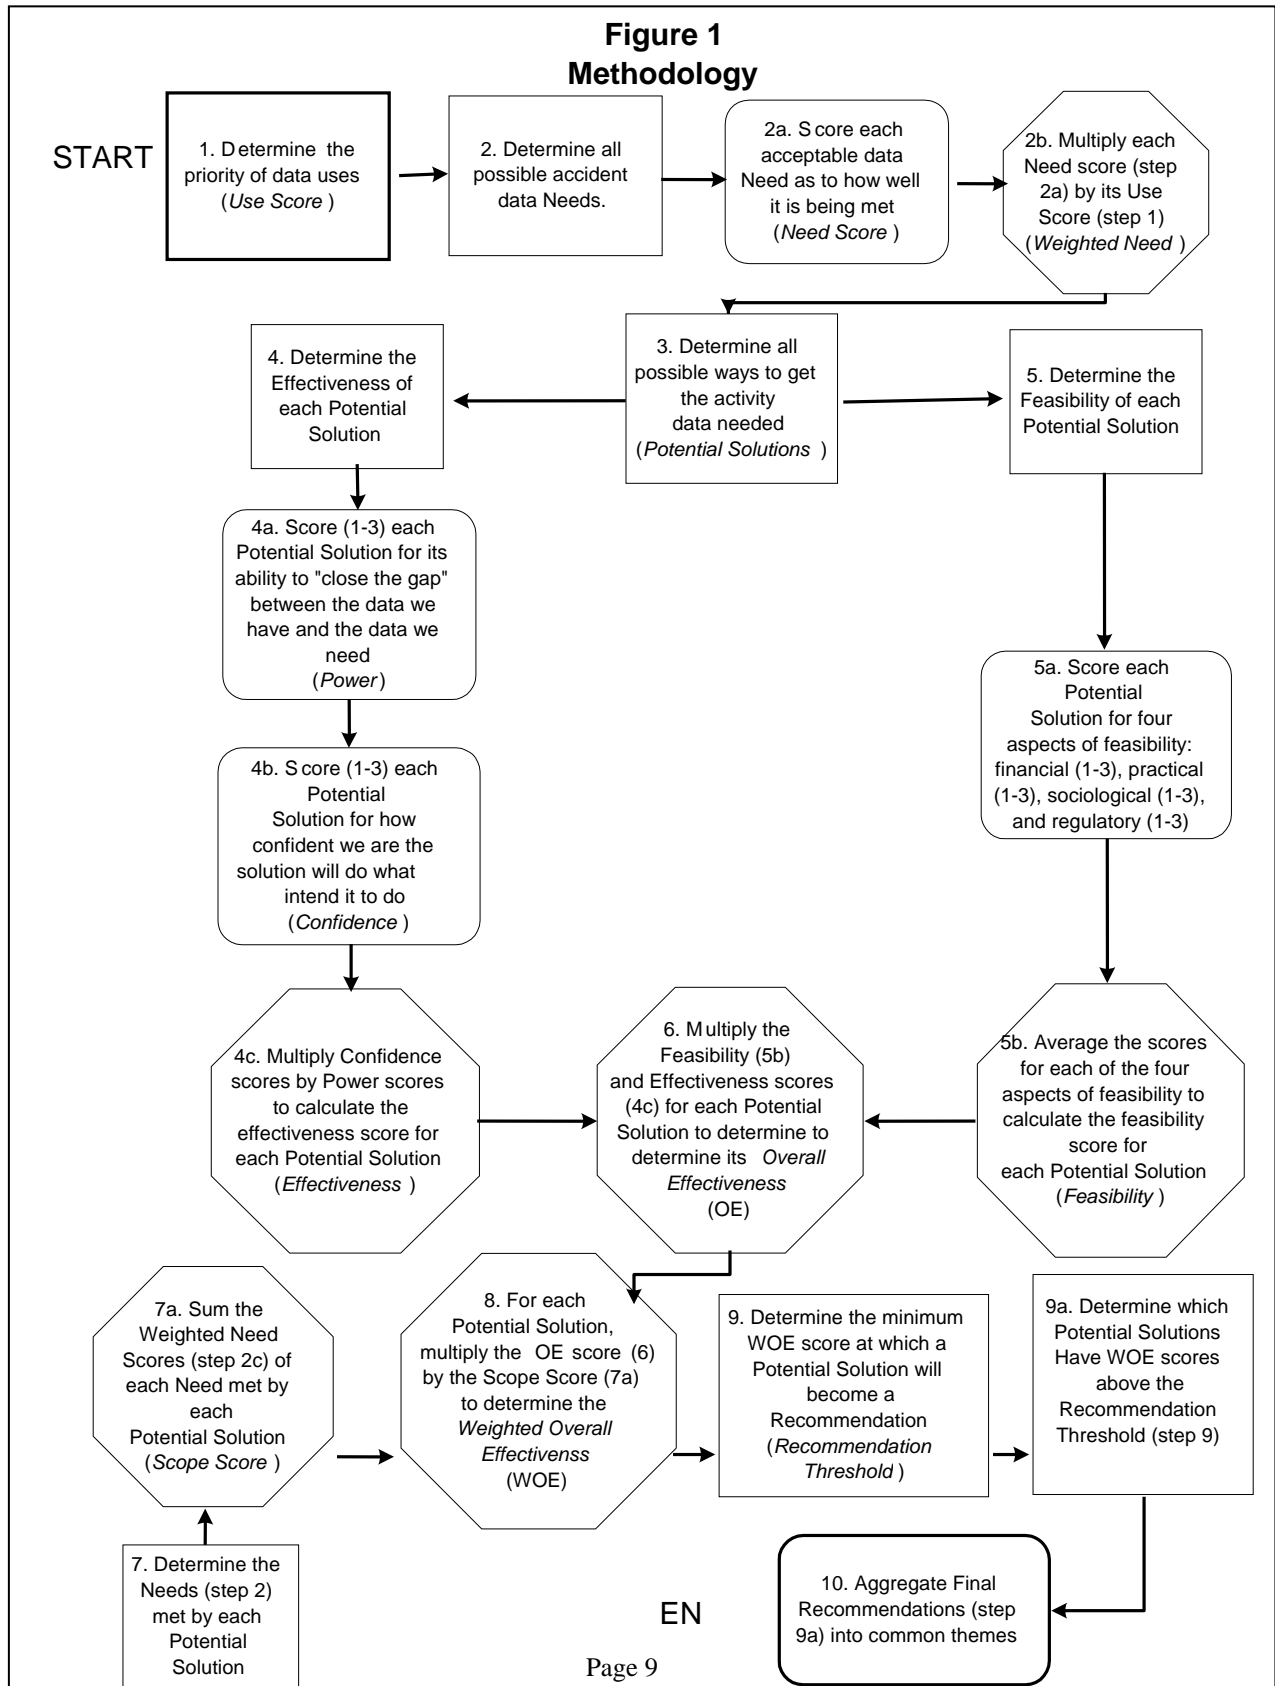 Figure 1
Methodology
START
1. Determine the
priority of data uses
(Use Score )
2. Determine all
possible accident
data Needs.
2a. Score each
acceptable data
Need as to how well
it is being met
(Need Score )
2b. Multiply each
Need score (step
2a) by its Use
Score (step 1)
(Weighted Need )
4. Determine the
Effectiveness of
each Potential
Solution
3. Determine all
possible ways to get
the activity
data needed
(Potential Solutions )
5. Determine the
Feasibility of each
Potential Solution
4a. Score (1-3) each
Potential Solution for its
ability to "close the gap"
between the data we
have and the data we
need
(Power)
5a. Score each
Potential
Solution for four
aspects of feasibility:
financial (1-3), practical
(1-3), sociological (1-3),
and regulatory (1-3)
4b. Score (1-3) each
Potential
Solution for how
confident we are the
solution will do what
intend it to do
(Confidence )
4c. Multiply Confidence
scores by Power scores
to calculate the
effectiveness score for
each Potential Solution
(Effectiveness )
6. Multiply the
Feasibility (5b)
and Effectiveness scores
(4c) for each Potential
Solution to determine to
determine its Overall
Effectiveness
(OE)
5b. Average the scores
for each of the four
aspects of feasibility to
calculate the feasibility
score for
each Potential Solution
(Feasibility )
7a. Sum the
Weighted Need
Scores (step 2c) of
each Need met by
each
Potential Solution
(Scope Score )
8. For each
Potential Solution,
multiply the OE score (6)
by the Scope Score (7a)
to determine the
Weighted Overall
Effectivenss
(WOE)
9. Determine the minimum
WOE score at which a
Potential Solution will
become a
Recommendation
(Recommendation
Threshold )
9a. Determine which
Potential Solutions
Have WOE scores
above the
Recommendation
Threshold (step 9)
7. Determine the
Needs (step 2)
met by each
Potential
Solution
EN
10. Aggregate Final
Recommendations (step
9a) into common themes
Page 9